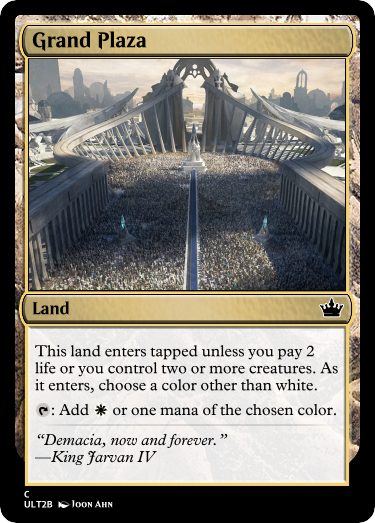 Grand Plaza
Land
This land enters tapped unless you pay 2
life or you control two or more creatures. As
it enters, choose a color other than white.
: Add or one mana of the chosen color.
“Demacia, now and forever.”
—King Jarvan IV
C
ULT2B Joon Ahn